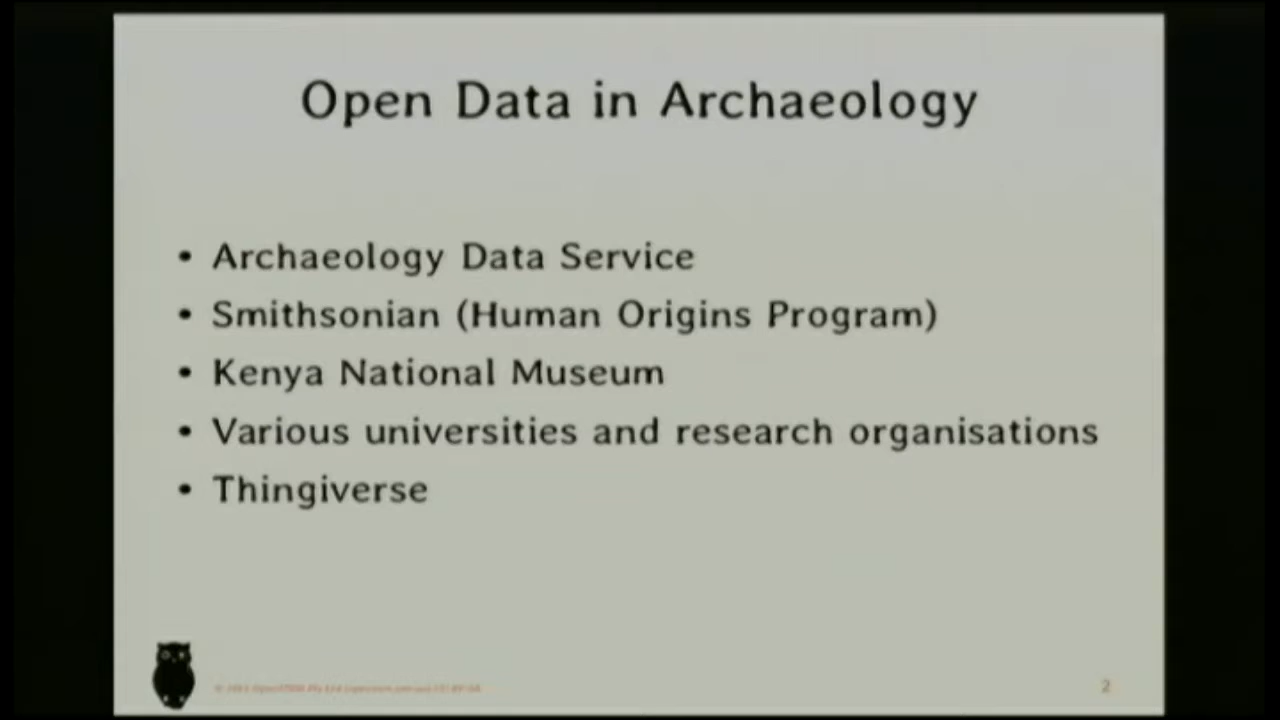 Open Data in Archaeology
• Archaeology Data Service
• Smithsonian (Human Origins Program)
• Kenya National Museum
• Various universities and research organisations
• Thingiverse
2